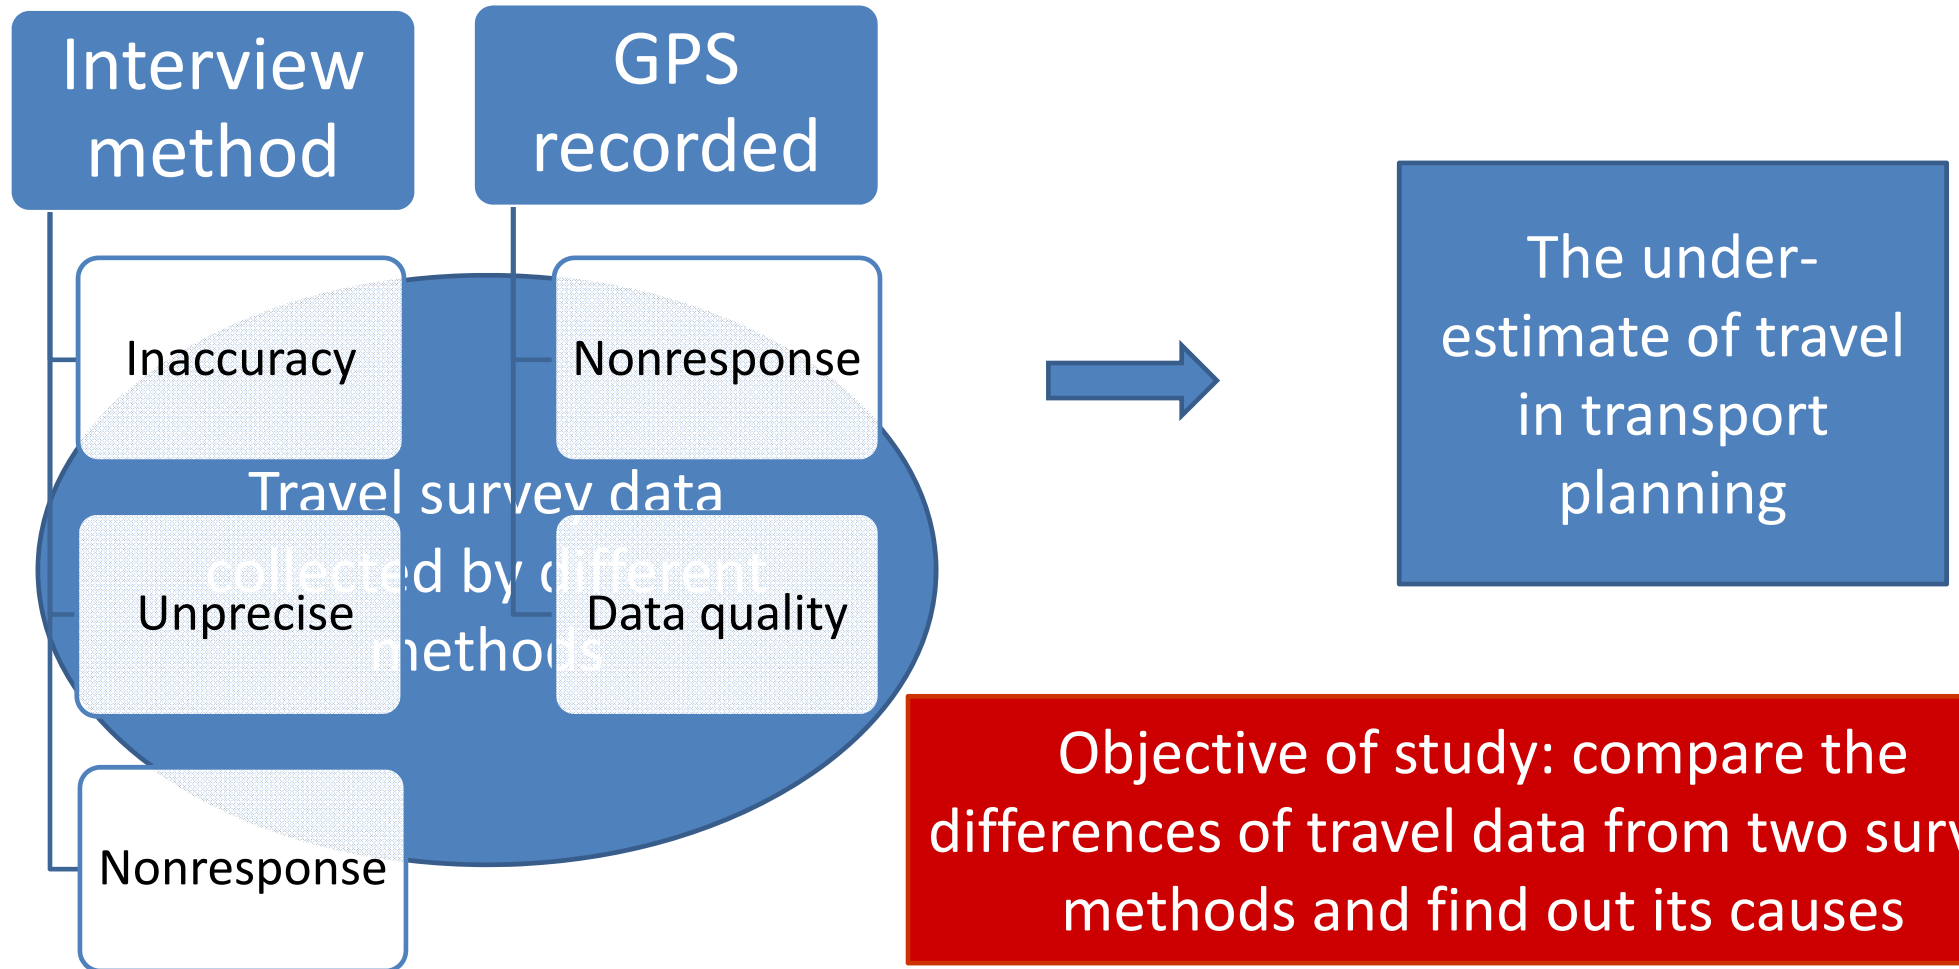 Interview
method
GPS
recorded
Inaccuracy
Nonresponse
Travel survey data
collected by different
methods
Unprecise
Data quality
Nonresponse
The under-
estimate of travel
in transport
planning
Objective of study: compare the
differences of travel data from two surv
methods and find out its causes